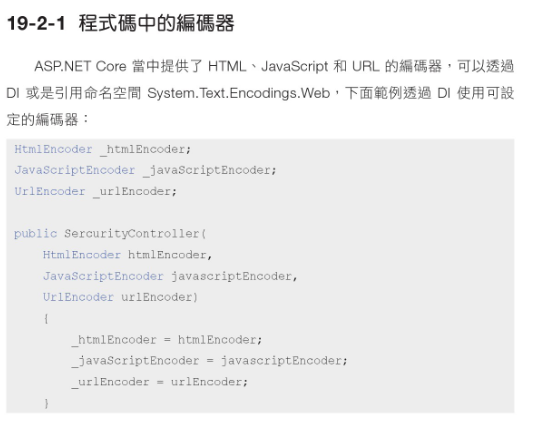 19-2-1 程式碼中的編碼器
ASP.NET Core 當中提供了 HTML、JavaScript 和 URL 的編碼器，可以透過
DI 或是引用命名空間 System.Text.Encodings.Web，下面範例透過 DI 使用可設
定的編碼器：
HtmlEncoder _htmlEncoder;
JavaScriptEncoder _javaScriptEncoder;
UrlEncoder _urlEncoder;
public SercurityController(
HtmlEncoder htmlEncoder,
JavaScriptEncoder javascriptEncoder,
UrlEncoder urlEncoder)
{
_htmlEncoder = htmlEncoder;
_javaScriptEncoder = javascriptEncoder;
_urlEncoder = urlEncoder;
}